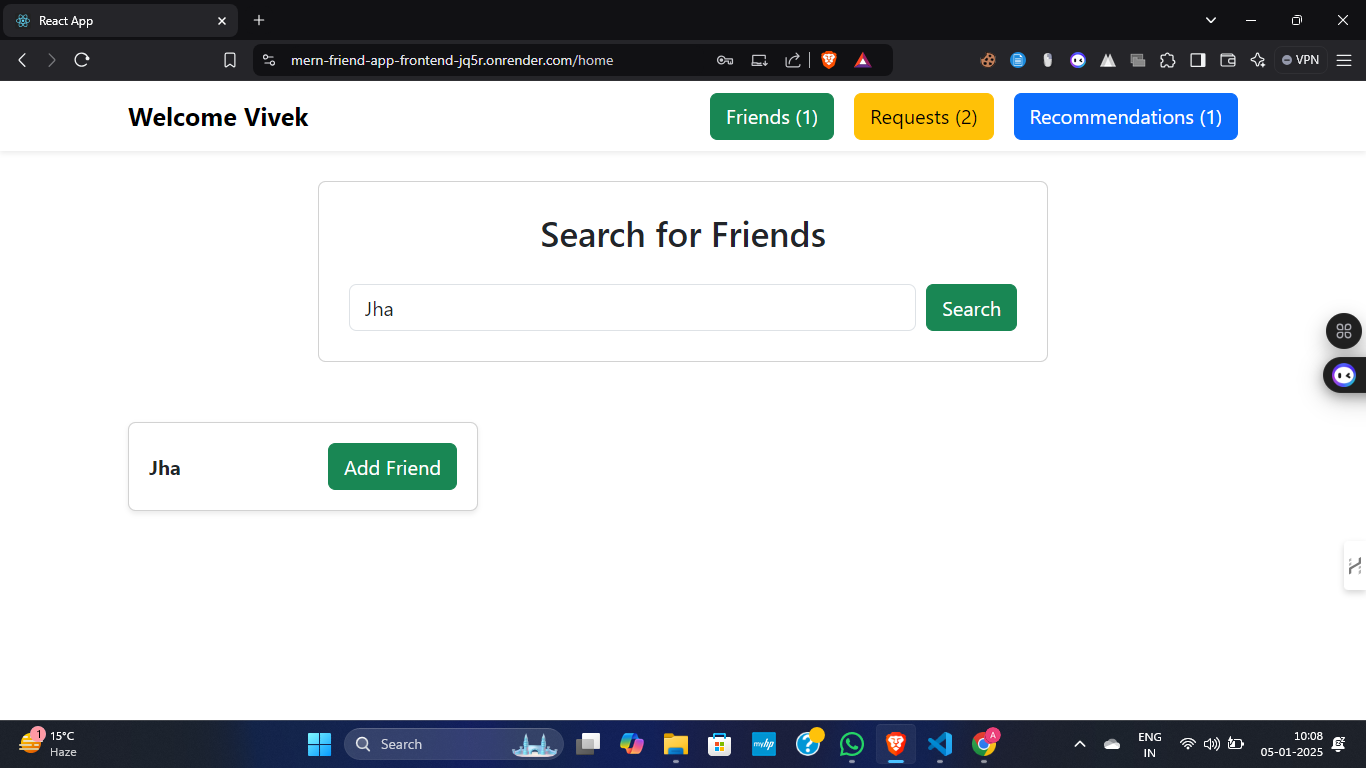 React App
mern-friend-app-frontend-jq5r.onrender.com/home
VPN
Welcome Vivek
Friends (1)
Requests (2)
Recommendations (1)
Search for Friends
Jha
Search
Jha
Add Friend
1
15°C
Haze
Search
myhp
A
ENG
IN
10:08
05-01-2025